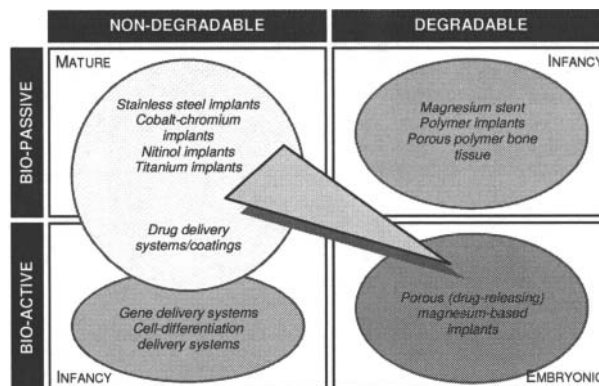 NON-DEGRADABLE
DEGRADABLE
BIO-PASSIVE
MATURE
Stainless steel implants
Cobalt-chromium
implants
Nitinol implants
Titanium implants
Drug delivery
systems/coatings
INFANCY
Magnesium stent
Polymer implants
Porous polymer bone
tissue
BIO-ACTIVE
Gene delivery systems
Cell-differentiation
delivery systems
INFANCY
Porous (drug-releasing)
magnesum-based
implants
EMBRYONIC